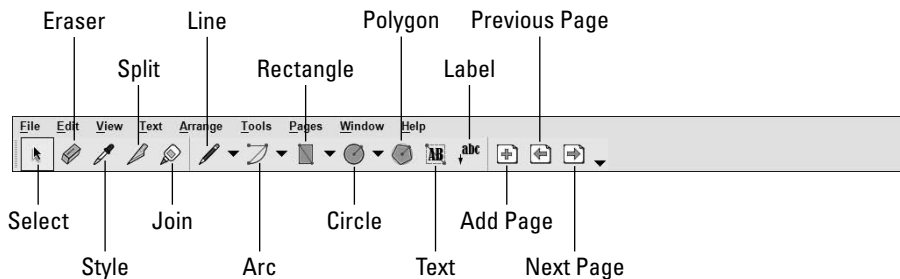 Eraser Line Polygon Previous Page
Split Rectangle Label
File Edit View Text Arrange Tools Pages Window Help
AB abc
Select Join Circle Add Page
Style Arc Text Next Page